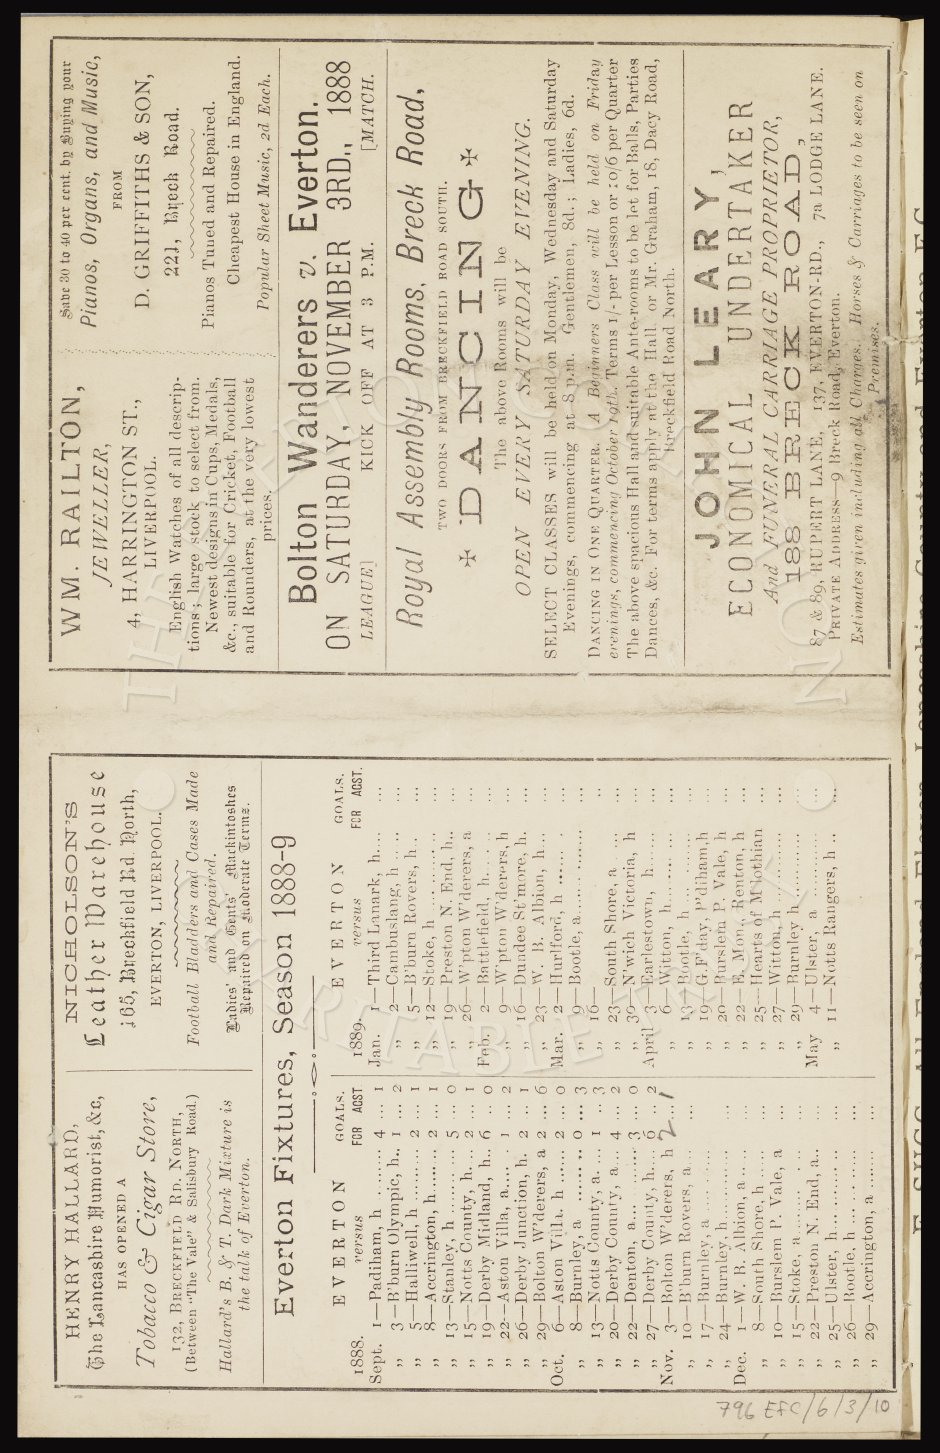 HENRY HALLARD,
The Lancashire Humorist, &c,
HAS OPENED A
Tobacco & Cigar Store,
132, BRECKFIELD RD. NORTH,
(Between "The Vale" & Salisbury Road.)
Hallard's B. & T. Dark Mixture is
the talk of Everton.
NICHOLSON'S
Leather Warehouse
165, Breckfield Rd North,
EVERTON, LIVERPOOL.
Football Bladders and Cases Made
and Repaired.
Ladies' and Gents' Mackintoshes
Repaired on Moderate Terms.
Everton Fixtures, Season 1888-9
EVERTON GOALS.
1888. versus FOR AGST
Sept. 1—Padiham, h ......... 4 ... 1
„ 3—B'burn Olympic, h.. 1 ... 2
„ 5—Halliwell, h ......... 2 ... 1
„ 8—Accrington, h ........ 2 ... 1
„ 13—Stanley, h ......... 5 ... 0
„ 15—Notts County, h... 2 ... 1
„ 19—Derby Midland, h.. 6 .. 0
„ 22—Aston Villa, a...... 1 ... 2
„ 26—Derby Junction, h. 2 .. 1
„ 29—Bolton W'derers, a 2 ... 6
Oct. 6—Aston Villa. h ...... 2 ... 0
„ 8—Burnley, a ......... 0 ... 3
„ 13—Notts County, a.... 1 .. 3
„ 20—Derby County, a... 4 ... 2
„ 22—Denton, a......... 3 ... 0
„ 27—Derby County, h.... 6 .. 2
Nov. 3—Bolton W'derers, h 2...1
„ 10—B'burn Rovers, a... ...
„ 17—Burnley, a ......... ...
„ 24—Burnley, h......... ...
Dec. 1—W. B. Albion, a...... ...
„ 8—South Shore, h...... ...
„ 10—Burslem P. Vale, a ...
„ 15—Stoke, a ......... ...
„ 22—Preston N. End, a.. ...
„ 25—Ulster, h............ ...
„ 26—Bootle, h ............ ...
„ 29—Accrington, a ...... ...
EVERTON GOALS.
1889. versus FOR AGST.
Jan. 1—Third Lanark, h.... ...
„ 2—Cambuslang, h ..... ...
„ 5—B'burn Rovers, h.. ...
„ 12—Stoke, h ............ ...
„ 19—Preston N. End, h.. ...
„ 26—W'pton W'derers, a ...
Feb. 2—Battlefield, h...... ...
„ 9—W'pton W'derers, h ...
„ 16—Dundee St'more, h. ...
„ 23—W. B. Albion, h.... ...
Mar. 2—Hurlford, h ......... ...
„ 9—Bootle, a............ ...
„ 16— ..
„ 23—South Shore, a ... ...
„ 30—N'wich Victoria, h ...
April 3—Earlestown, h...... ...
„ 6—Witton, h............ ...
„ 13—Bootle, h ......... ...
„ 19—G.F'day, P'diham,h ...
„ 20—Burslem P. Vale, h ...
„ 22—E. Mon., Renton, h ...
„ 25—Hearts of M'lothian ...
„ 27—Witton, h............ ...
„ 29—Burnley h............ ...
May 4—Ulster, a ............ ...
„ 11—Notts Rangers, h .. ...
796 EFC/6/3/10
WM. RAILTON,
JEWELLER,
4, HARRINGTON ST.,
LIVERPOOL.
English Watches of all descrip-
tions; large stock to select from.
Newest designs in Cups, Medals,
&c., suitable for Cricket, Football
and Rounders, at the very lowest
prices.
Save 30 to 40 per cent. by Buying your
Pianos, Organs, and Music,
FROM
D. GRIFFITHS & SON,
221, Breck Road.
Pianos Tuned and Repaired.
Cheapest House in England.
Popular Sheet Music, 2d Each.
Bolton Wanderers v. Everton.
ON SATURDAY, NOVEMBER 3RD., 1888
LEAGUE] KICK OFF AT 3 P.M. [MATCH.
Royal Assembly Rooms, Breck Road,
TWO DOORS FROM BRECKFIELD ROAD SOUTH.
✠ DANCING ✠
The above Rooms will be
OPEN EVERY SATURDAY EVENING.
SELECT CLASSES will be held on Monday, Wednesday and Saturday
Evenings, commencing at 8 p.m. Gentlemen, 8d.; Ladies, 6d.
DANCING IN ONE QUARTER. A Beginners Class will be held on Friday
evenings, commencing October 19th. Terms 1/- per Lesson or 10/6 per Quarter
The above spacious Hall and suitable Ante-rooms to be let for Balls, Parties
Dances, &c. For terms apply at the Hall, or Mr. Graham, 18, Dacy Road,
Breckfield Road North.
JOHN LEARY,
ECONOMICAL UNDERTAKER
And FUNERAL CARRIAGE PROPRIETOR,
188 BRECK ROAD,
87 & 89, RUPERT LANE, 137, EVERTON-RD., 7a LODGE LANE.
PRIVATE ADDRESS—9 Breck Road, Everton.
Estimates given including all Charges. Horses & Carriages to be seen on
Premises.